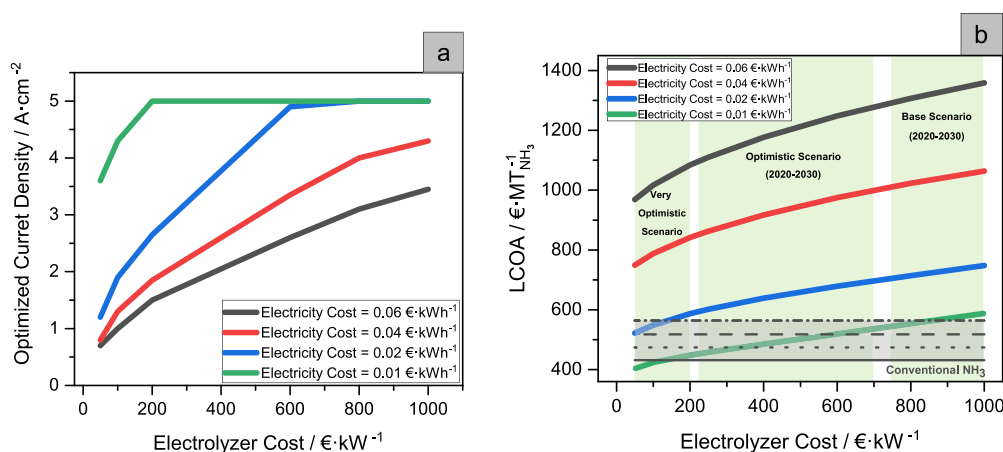 a
Optimized Curret Density / A·cm⁻²
6
5
4
3
2
1
0
Electricity Cost = 0.06 €·kWh⁻¹
Electricity Cost = 0.04 €·kWh⁻¹
Electricity Cost = 0.02 €·kWh⁻¹
Electricity Cost = 0.01 €·kWh⁻¹
0 200 400 600 800 1000
Electrolyzer Cost / €·kW⁻¹
b
LCOA / €·MT⁻¹NH₃
1400
1200
1000
800
600
400
Electricity Cost = 0.06 €·kWh⁻¹
Electricity Cost = 0.04 €·kWh⁻¹
Electricity Cost = 0.02 €·kWh⁻¹
Electricity Cost = 0.01 €·kWh⁻¹
Base Scenario
(2020-2030)
Optimistic Scenario
(2020-2030)
Very
Optimistic
Scenario
Conventional NH₃
0 200 400 600 800 1000
Electrolyzer Cost / €·kW⁻¹